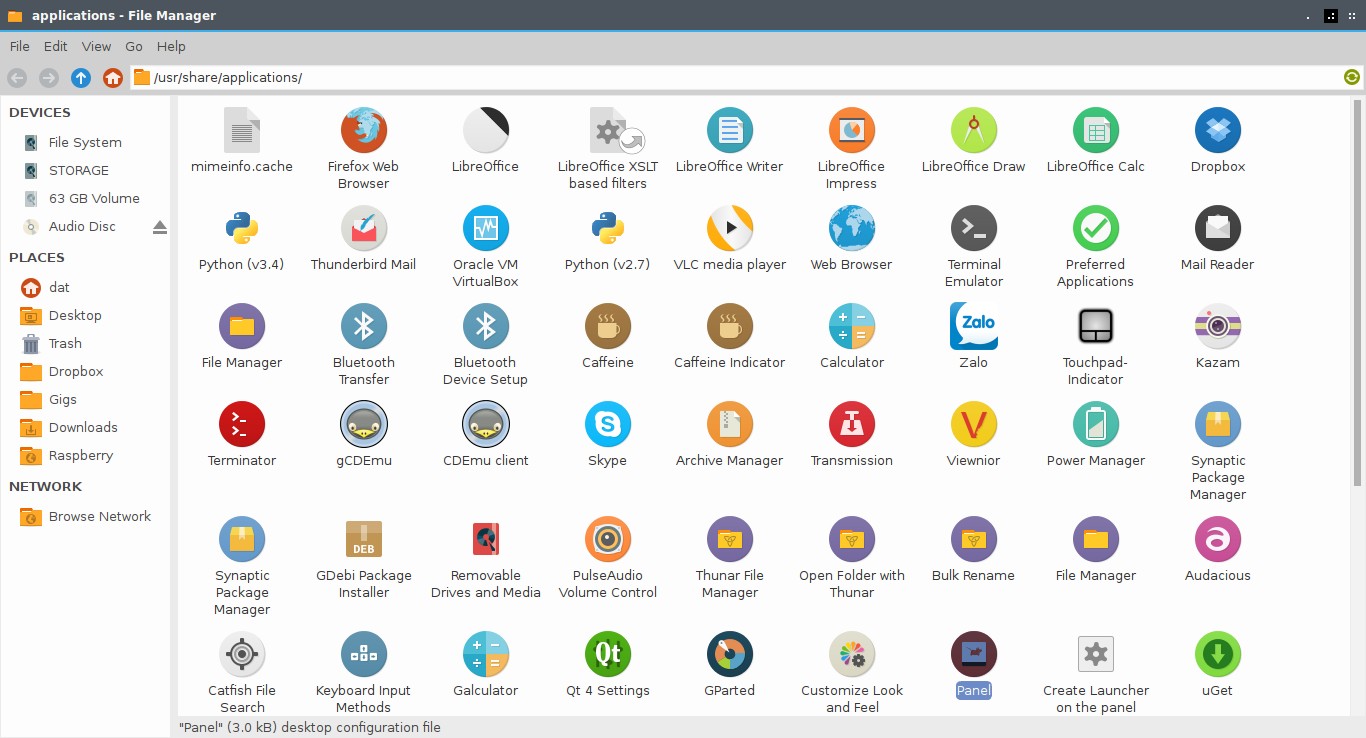 applications - File Manager
File Edit View Go Help
/usr/share/applications/
DEVICES
File System
STORAGE
63 GB Volume
Audio Disc
PLACES
dat
Desktop
Trash
Dropbox
Gigs
Downloads
Raspberry
NETWORK
Browse Network
mimeinfo.cache
Firefox Web
Browser
LibreOffice
LibreOffice XSLT
based filters
LibreOffice Writer
LibreOffice
Impress
LibreOffice Draw
LibreOffice Calc
Dropbox
Python (v3.4)
Thunderbird Mail
Oracle VM
VirtualBox
Python (v2.7)
VLC media player
Web Browser
Terminal
Emulator
Preferred
Applications
Mail Reader
File Manager
Bluetooth
Transfer
Bluetooth
Device Setup
Caffeine
Caffeine Indicator
Calculator
Zalo
Zalo
Touchpad-
Indicator
Kazam
Terminator
gCDEmu
CDEmu client
S
Skype
Archive Manager
Transmission
Viewnior
Power Manager
Synaptic
Package
Manager
Synaptic
Package
Manager
DEB
GDebi Package
Installer
Removable
Drives and Media
PulseAudio
Volume Control
Thunar File
Manager
Open Folder with
Thunar
Bulk Rename
File Manager
a
Audacious
Catfish File
Search
Keyboard Input
Methods
Galculator
Qt
Qt 4 Settings
GParted
Customize Look
and Feel
Panel
Create Launcher
on the panel
uGet
"Panel" (3.0 kB) desktop configuration file